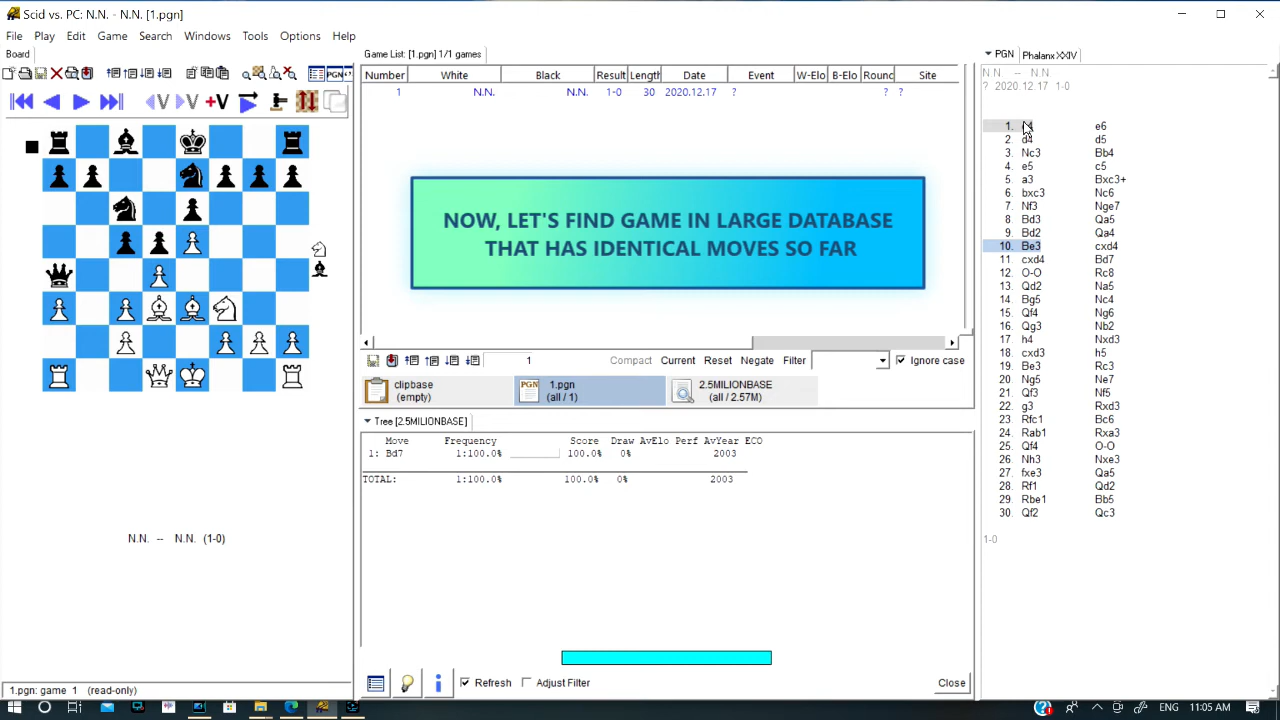 Scid vs. PC: N.N. - N.N. [1.pgn]
File Play Edit Game Search Windows Tools Options Help
Board
Game List: [1.pgn] 1/1 games
PGN Phalanx XXIV
Number White Black Result Length Date Event W-Elo B-Elo Round Site
1 N.N. N.N. 1-0 30 2020.12.17 ? ? ?
N.N. -- N.N.
? 2020.12.17 1-0
NOW, LET'S FIND GAME IN LARGE DATABASE
THAT HAS IDENTICAL MOVES SO FAR
1. e6
2. d4 d5
3. Nc3 Bb4
4. e5 c5
5. a3 Bxc3+
6. bxc3 Nc6
7. Nf3 Nge7
8. Bd3 Qa5
9. Bd2 Qa4
10. Be3 cxd4
11. cxd4 Bd7
12. O-O Rc8
13. Qd2 Na5
14. Bg5 Nc4
15. Qf4 Ng6
16. Qg3 Nb2
17. h4 Nxd3
18. cxd3 h5
19. Be3 Rc3
20. Ng5 Ne7
21. Qf3 Nf5
22. g3 Rxd3
23. Rfc1 Bc6
24. Rab1 Rxa3
25. Qf4 O-O
26. Nh3 Nxe3
27. fxe3 Qa5
28. Rf1 Qd2
29. Rbe1 Bb5
30. Qf2 Qc3
1-0
1 Compact Current Reset Negate Filter Ignore case
clipbase
(empty)
1.pgn
(all / 1)
2.5MILIONBASE
(all / 2.57M)
PGN
Tree [2.5MILIONBASE]
Move Frequency Score Draw AvElo Perf AvYear ECO
1: Bd7 1:100.0% 100.0% 0% 2003
TOTAL: 1:100.0% 100.0% 0% 2003
N.N. -- N.N. (1-0)
Refresh Adjust Filter Close
1.pgn: game 1 (read-only)
ENG 11:05 AM